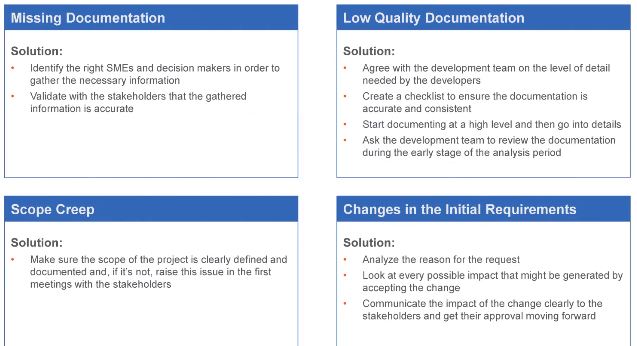 Missing Documentation
Solution:
• Identify the right SMEs and decision makers in order to
gather the necessary information
• Validate with the stakeholders that the gathered
information is accurate
Low Quality Documentation
Solution:
• Agree with the development team on the level of detail
needed by the developers
• Create a checklist to ensure the documentation is
accurate and consistent
• Start documenting at a high level and then go into details
• Ask the development team to review the documentation
during the early stage of the analysis period
Scope Creep
Solution:
• Make sure the scope of the project is clearly defined and
documented and, if it's not, raise this issue in the first
meetings with the stakeholders
Changes in the Initial Requirements
Solution:
• Analyze the reason for the request
• Look at every possible impact that might be generated by
accepting the change
• Communicate the impact of the change clearly to the
stakeholders and get their approval moving forward